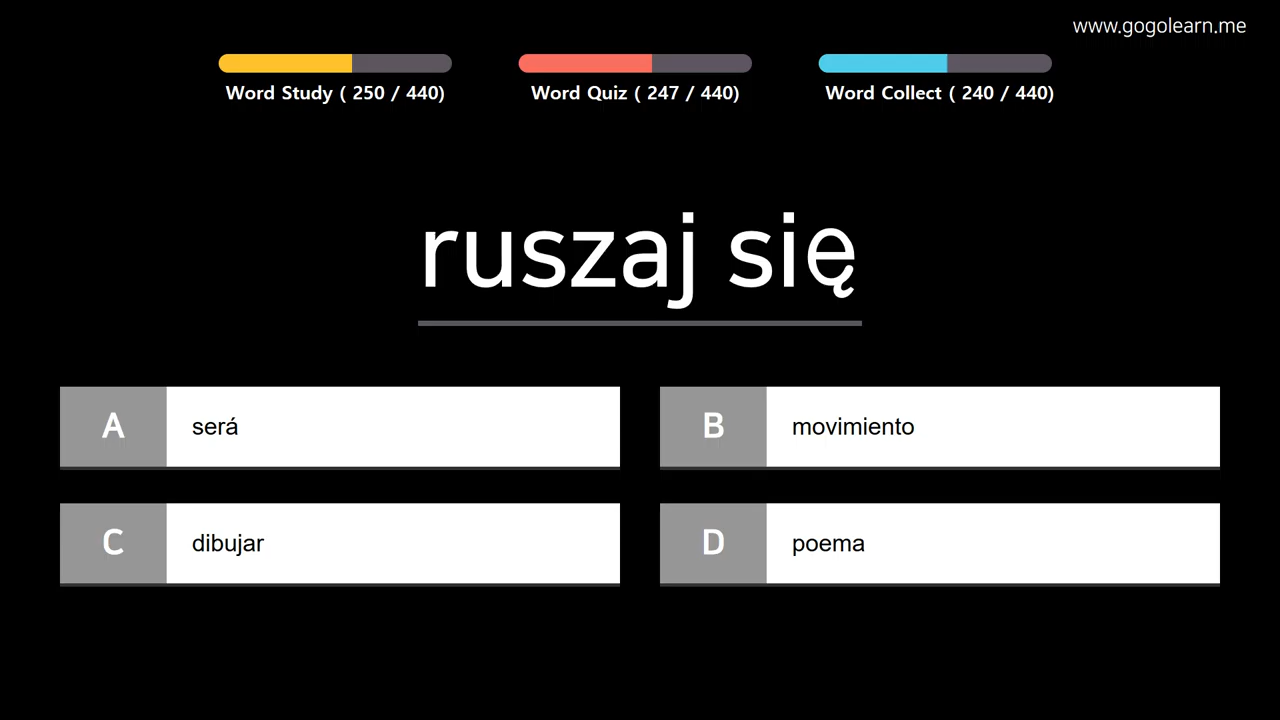 www.gogolearn.me
Word Study ( 250 / 440)
Word Quiz ( 247 / 440)
Word Collect ( 240 / 440)
ruszaj się
A será
B movimiento
C dibujar
D poema